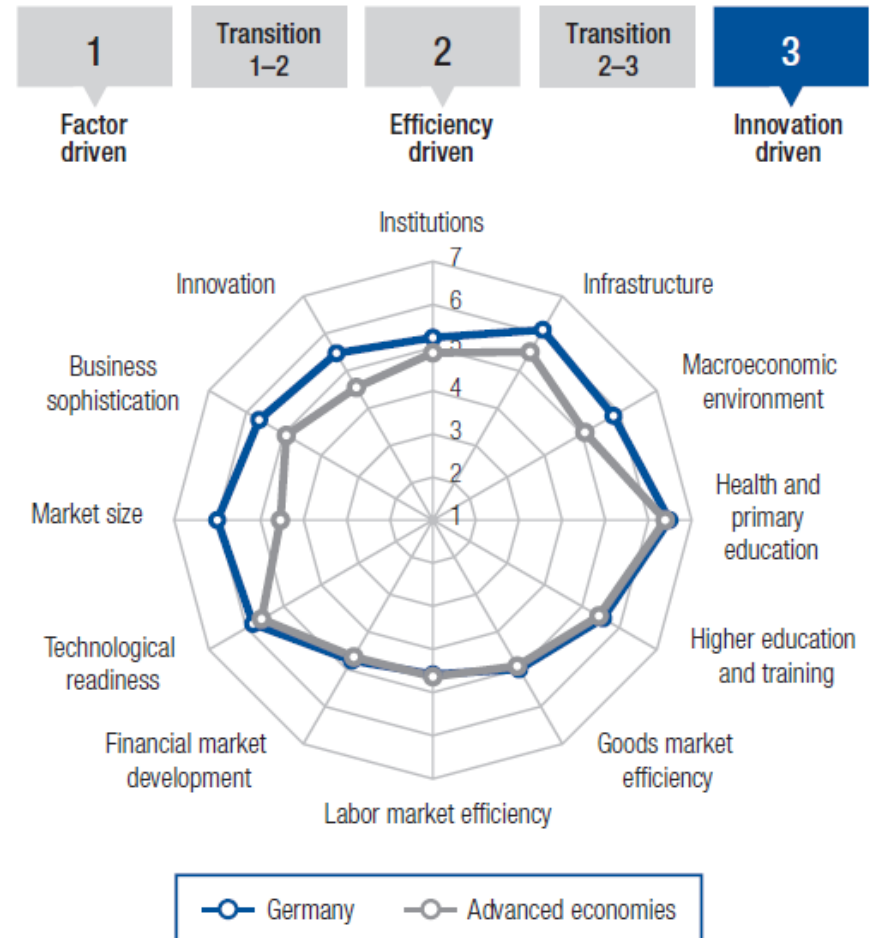 1
Transition
1–2
2
Transition
2–3
3
Factor
driven
Efficiency
driven
Innovation
driven
Institutions
7
Innovation
Infrastructure
6
5
Business
sophistication
Macroeconomic
environment
4
3
2
Market size
1
Health and
primary
education
Technological
readiness
Higher education
and training
Financial market
development
Goods market
efficiency
Labor market efficiency
Germany
Advanced economies